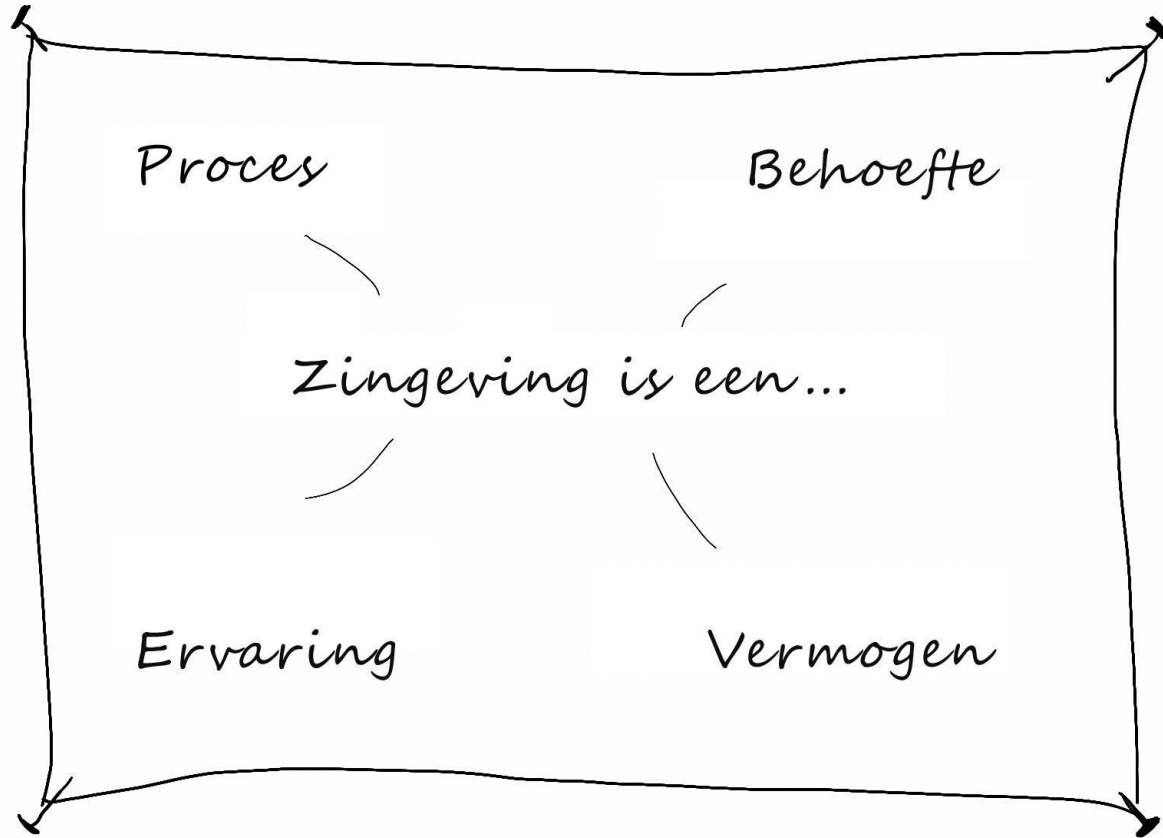 Proces
Behoefte
Zingeving is een...
Ervaring
Vermogen